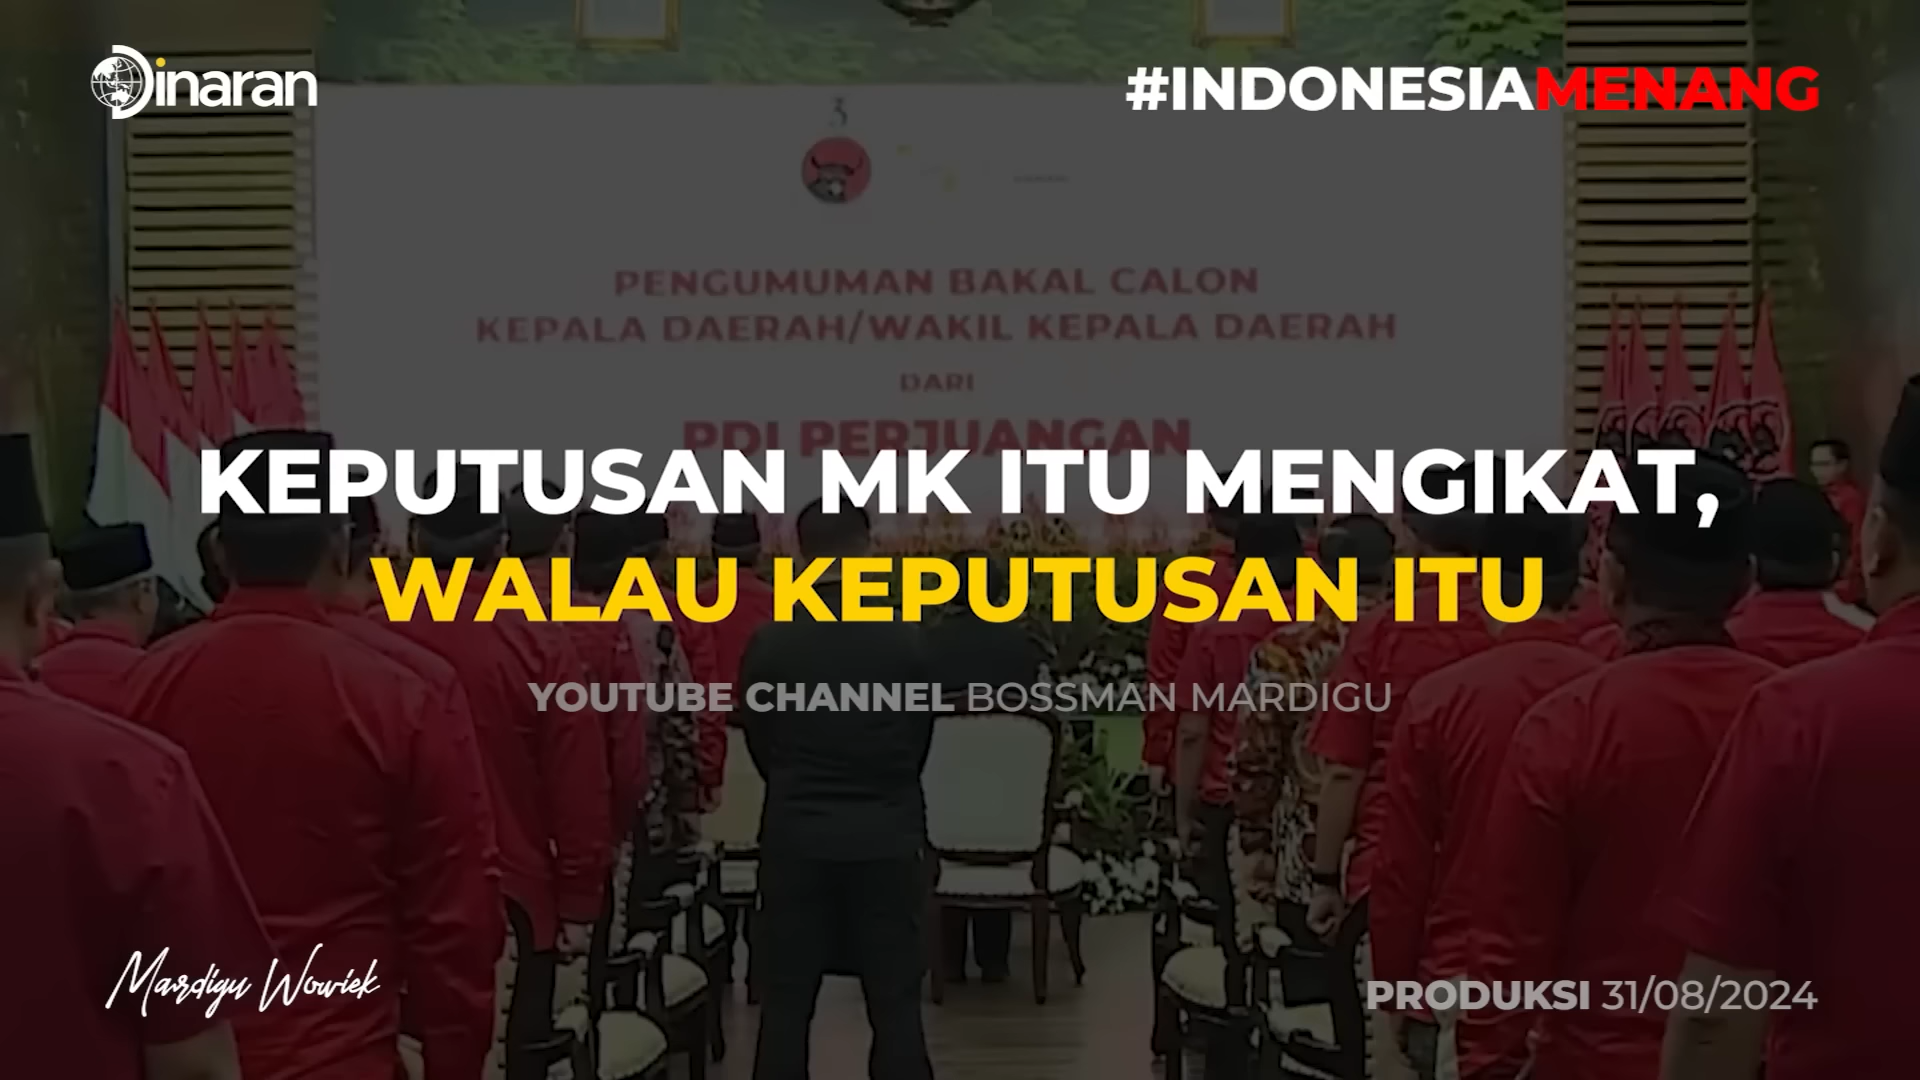 Dinaran
#INDONESIAMENANG
PENGUMUMAN BAKAL CALON
KEPALA DAERAH/WAKIL KEPALA DAERAH
DARI
PDI PERJUANGAN
KEPUTUSAN MK ITU MENGIKAT,
WALAU KEPUTUSAN ITU
YOUTUBE CHANNEL BOSSMAN MARDIGU
Mardigu Wowiek
PRODUKSI 31/08/2024